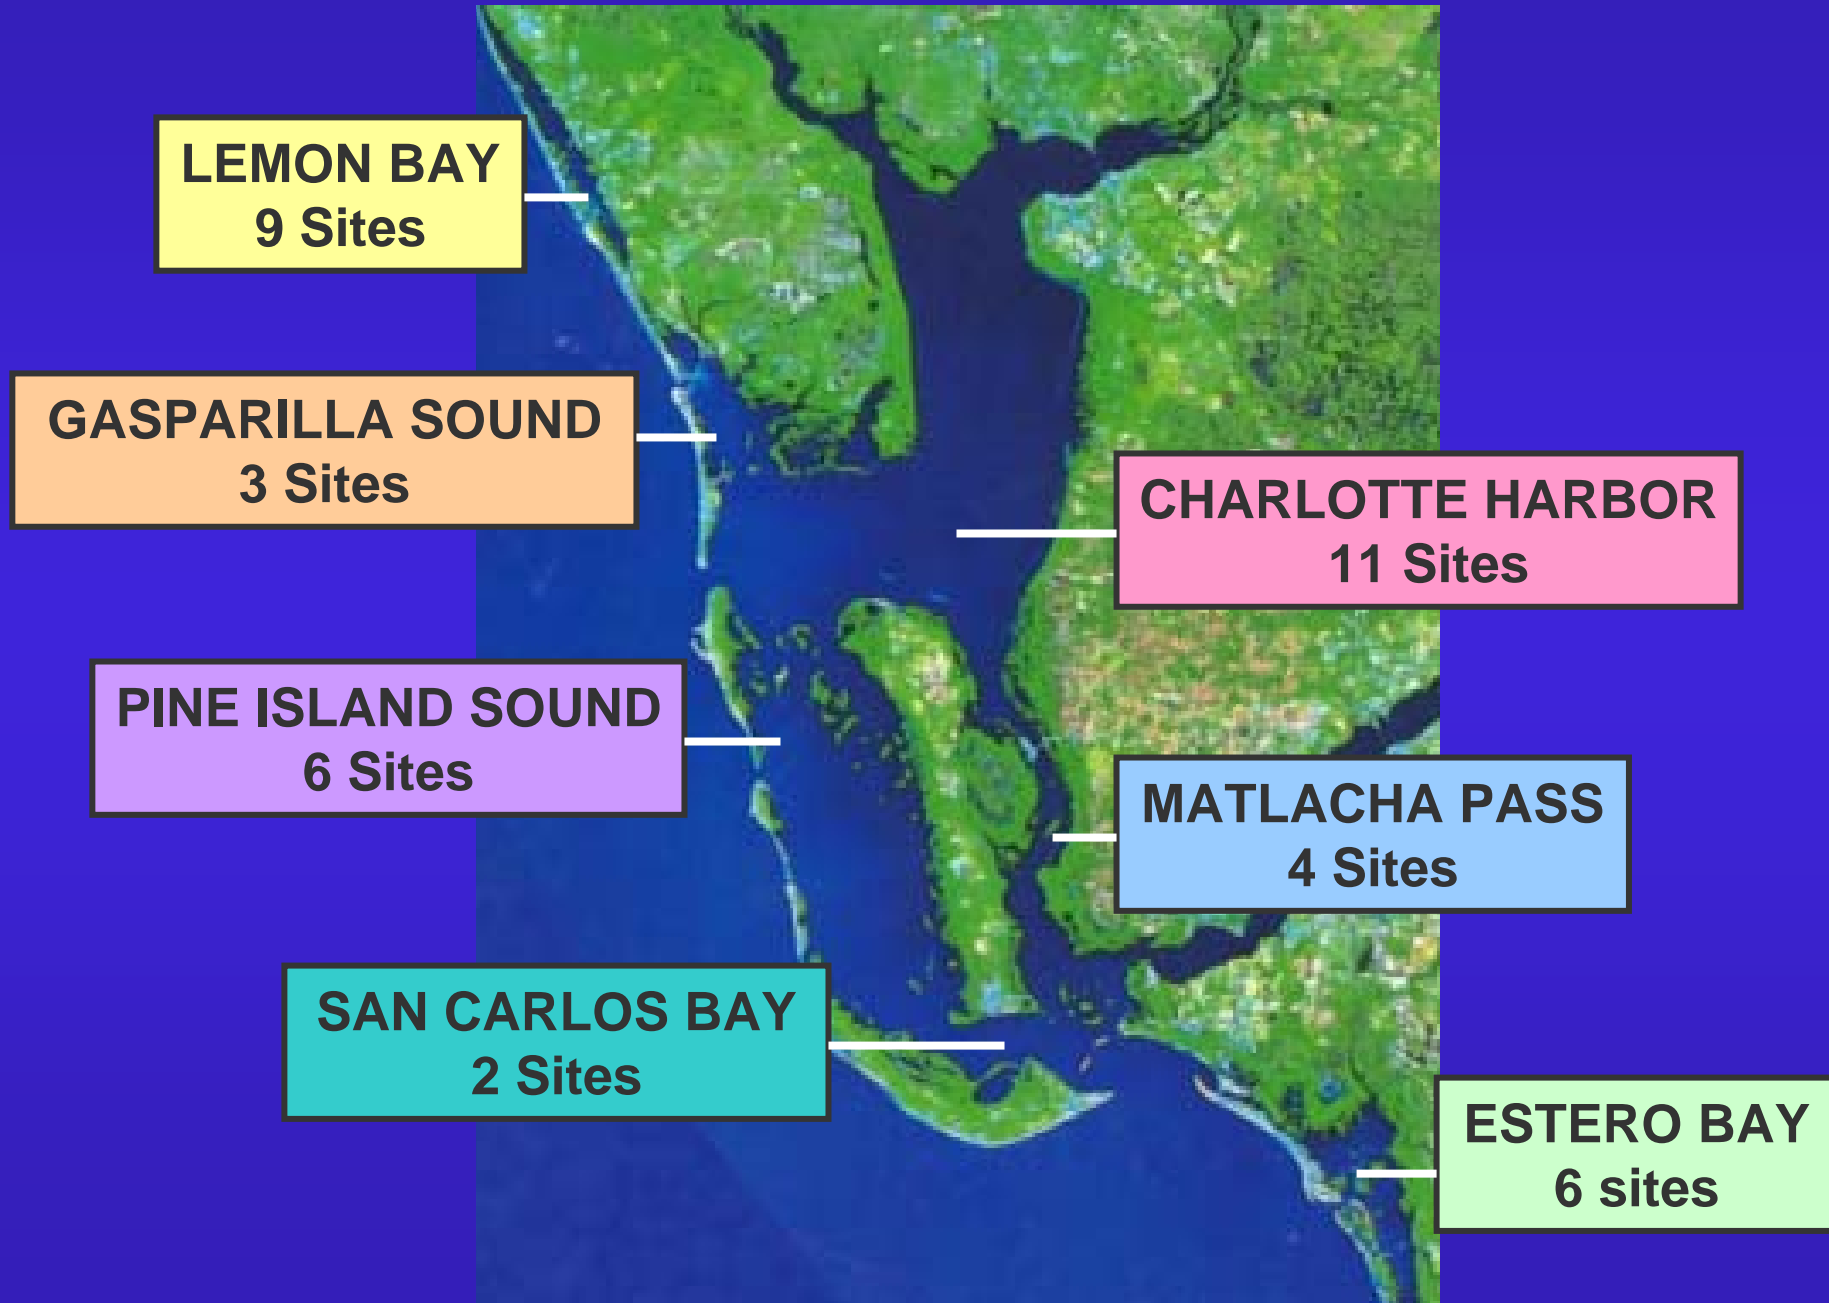 LEMON BAY
9 Sites
GASPARILLA SOUND
3 Sites
CHARLOTTE HARBOR
11 Sites
PINE ISLAND SOUND
6 Sites
MATLACHA PASS
4 Sites
SAN CARLOS BAY
2 Sites
ESTERO BAY
6 sites